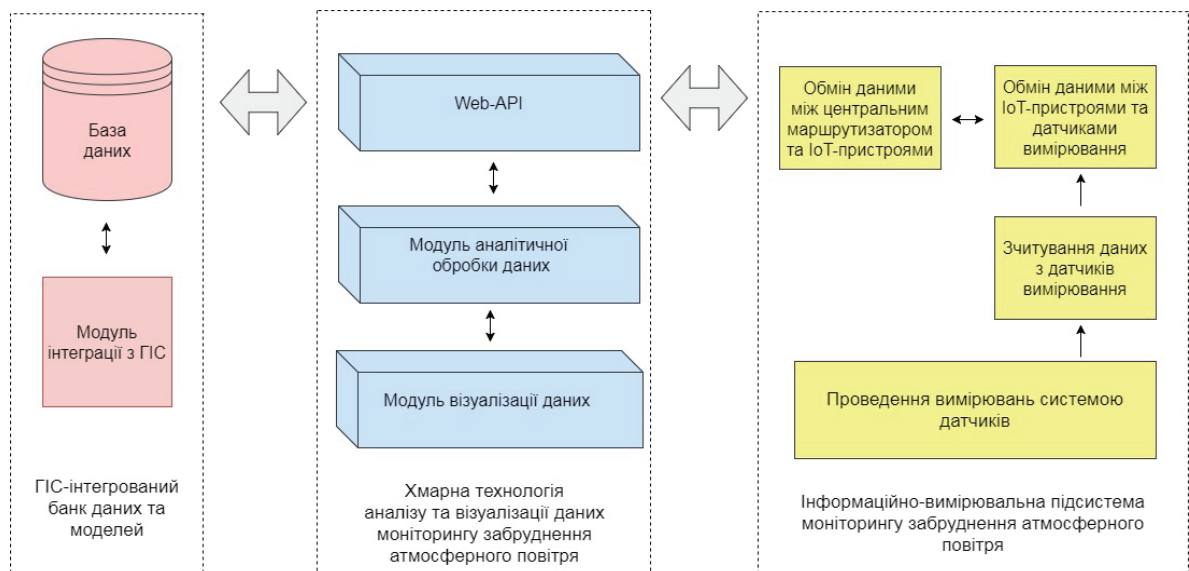 База
даних
Модуль
інтеграції з ГІС
ГІС-інтегрований
банк даних та
моделей
Web-API
Модуль аналітичної
обробки даних
Модуль візуалізації даних
Хмарна технологія
аналізу та візуалізації даних
моніторингу забруднення
атмосферного повітря
Обмін даними
між центральним
маршрутизатором
та ІоТ-пристроями
Обмін даними між
ІоТ-пристроями та
датчиками
вимірювання
Зчитування даних
з датчиків
вимірювання
Проведення вимірювань системою
датчиків
Інформаційно-вимірювальна підсистема
моніторингу забруднення атмосферного
повітря